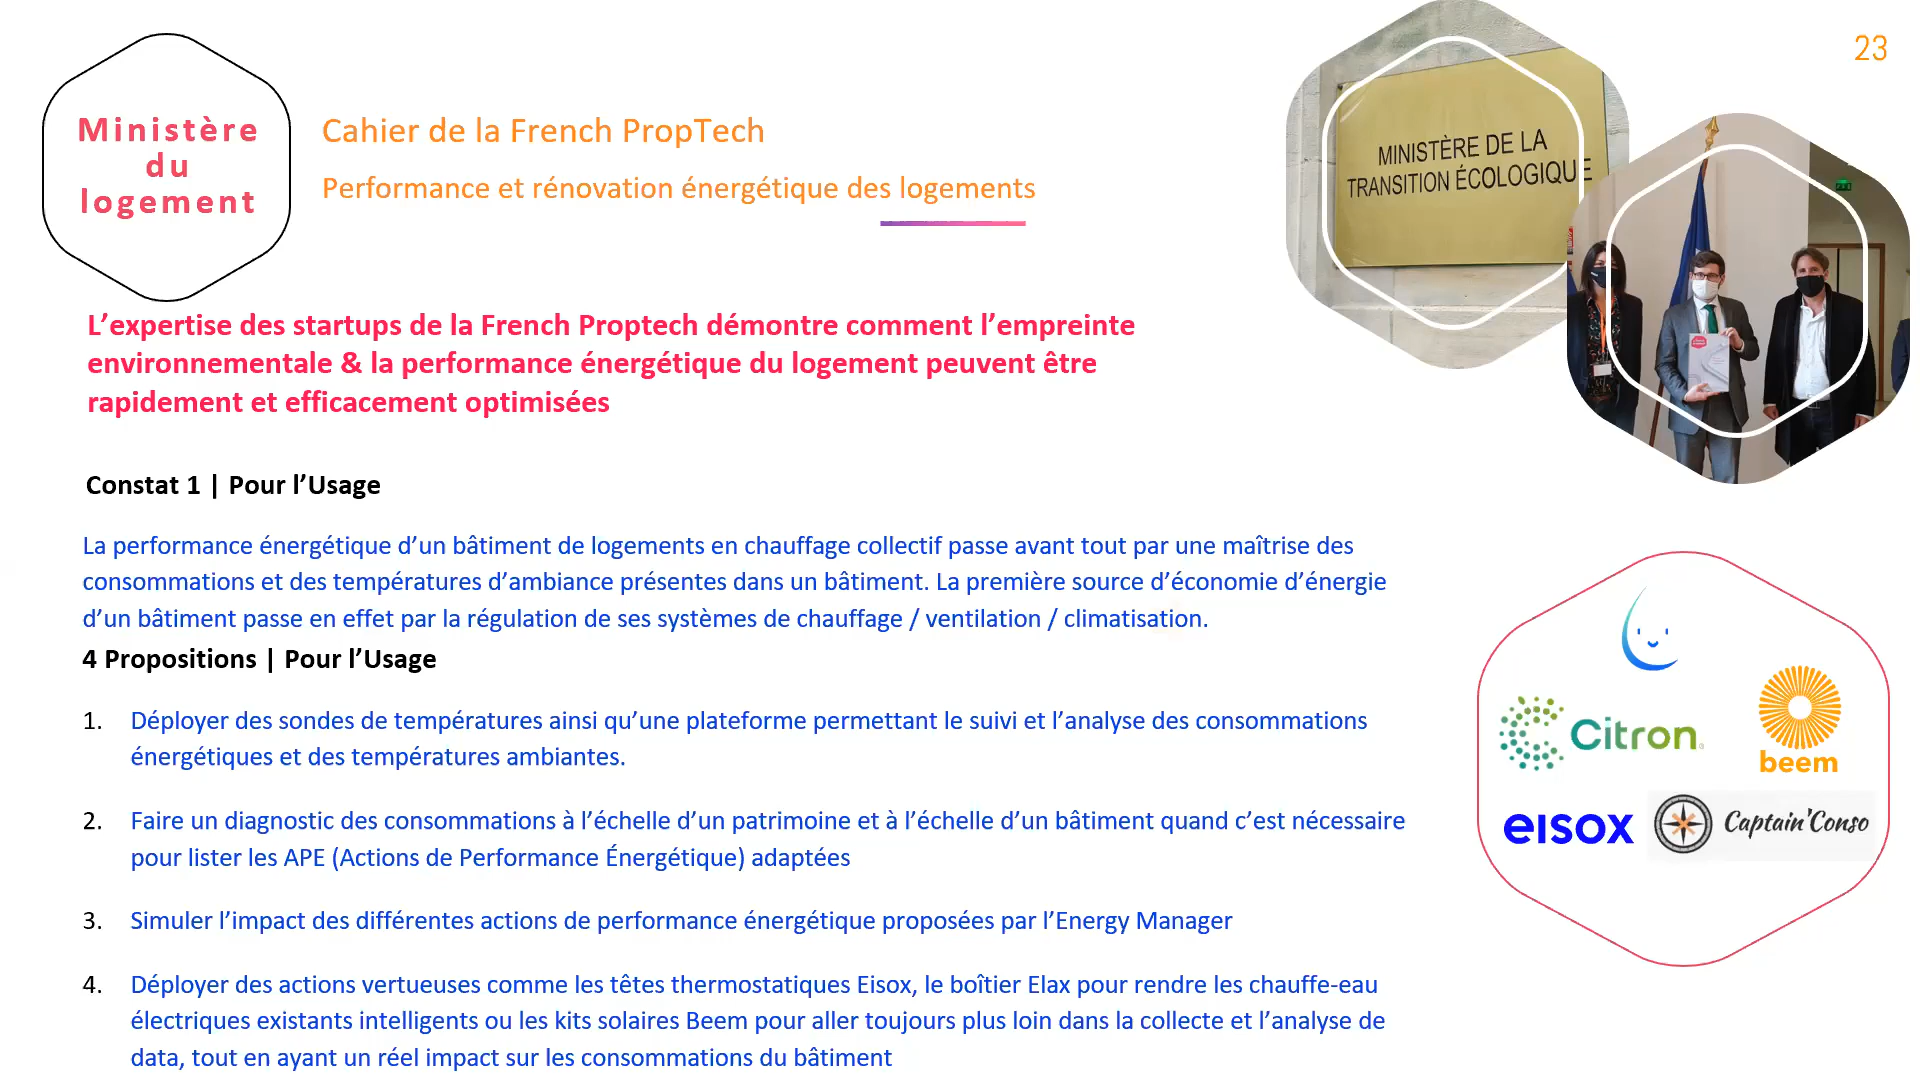 23
Ministère
du
logement
Cahier de la French PropTech
Performance et rénovation énergétique des logements
MINISTÈRE DE LA
TRANSITION ÉCOLOGIQUE
L’expertise des startups de la French Proptech démontre comment l’empreinte
environnementale & la performance énergétique du logement peuvent être
rapidement et efficacement optimisées
Constat 1 | Pour l’Usage
La performance énergétique d’un bâtiment de logements en chauffage collectif passe avant tout par une maîtrise des
consommations et des températures d’ambiance présentes dans un bâtiment. La première source d’économie d’énergie
d’un bâtiment passe en effet par la régulation de ses systèmes de chauffage / ventilation / climatisation.
4 Propositions | Pour l’Usage
1. Déployer des sondes de températures ainsi qu’une plateforme permettant le suivi et l’analyse des consommations
énergétiques et des températures ambiantes.
2. Faire un diagnostic des consommations à l’échelle d’un patrimoine et à l’échelle d’un bâtiment quand c’est nécessaire
pour lister les APE (Actions de Performance Énergétique) adaptées
3. Simuler l’impact des différentes actions de performance énergétique proposées par l’Energy Manager
4. Déployer des actions vertueuses comme les têtes thermostatiques Eisox, le boîtier Elax pour rendre les chauffe-eau
électriques existants intelligents ou les kits solaires Beem pour aller toujours plus loin dans la collecte et l’analyse de
data, tout en ayant un réel impact sur les consommations du bâtiment
Citron®
beem
eisox
Captain'Conso